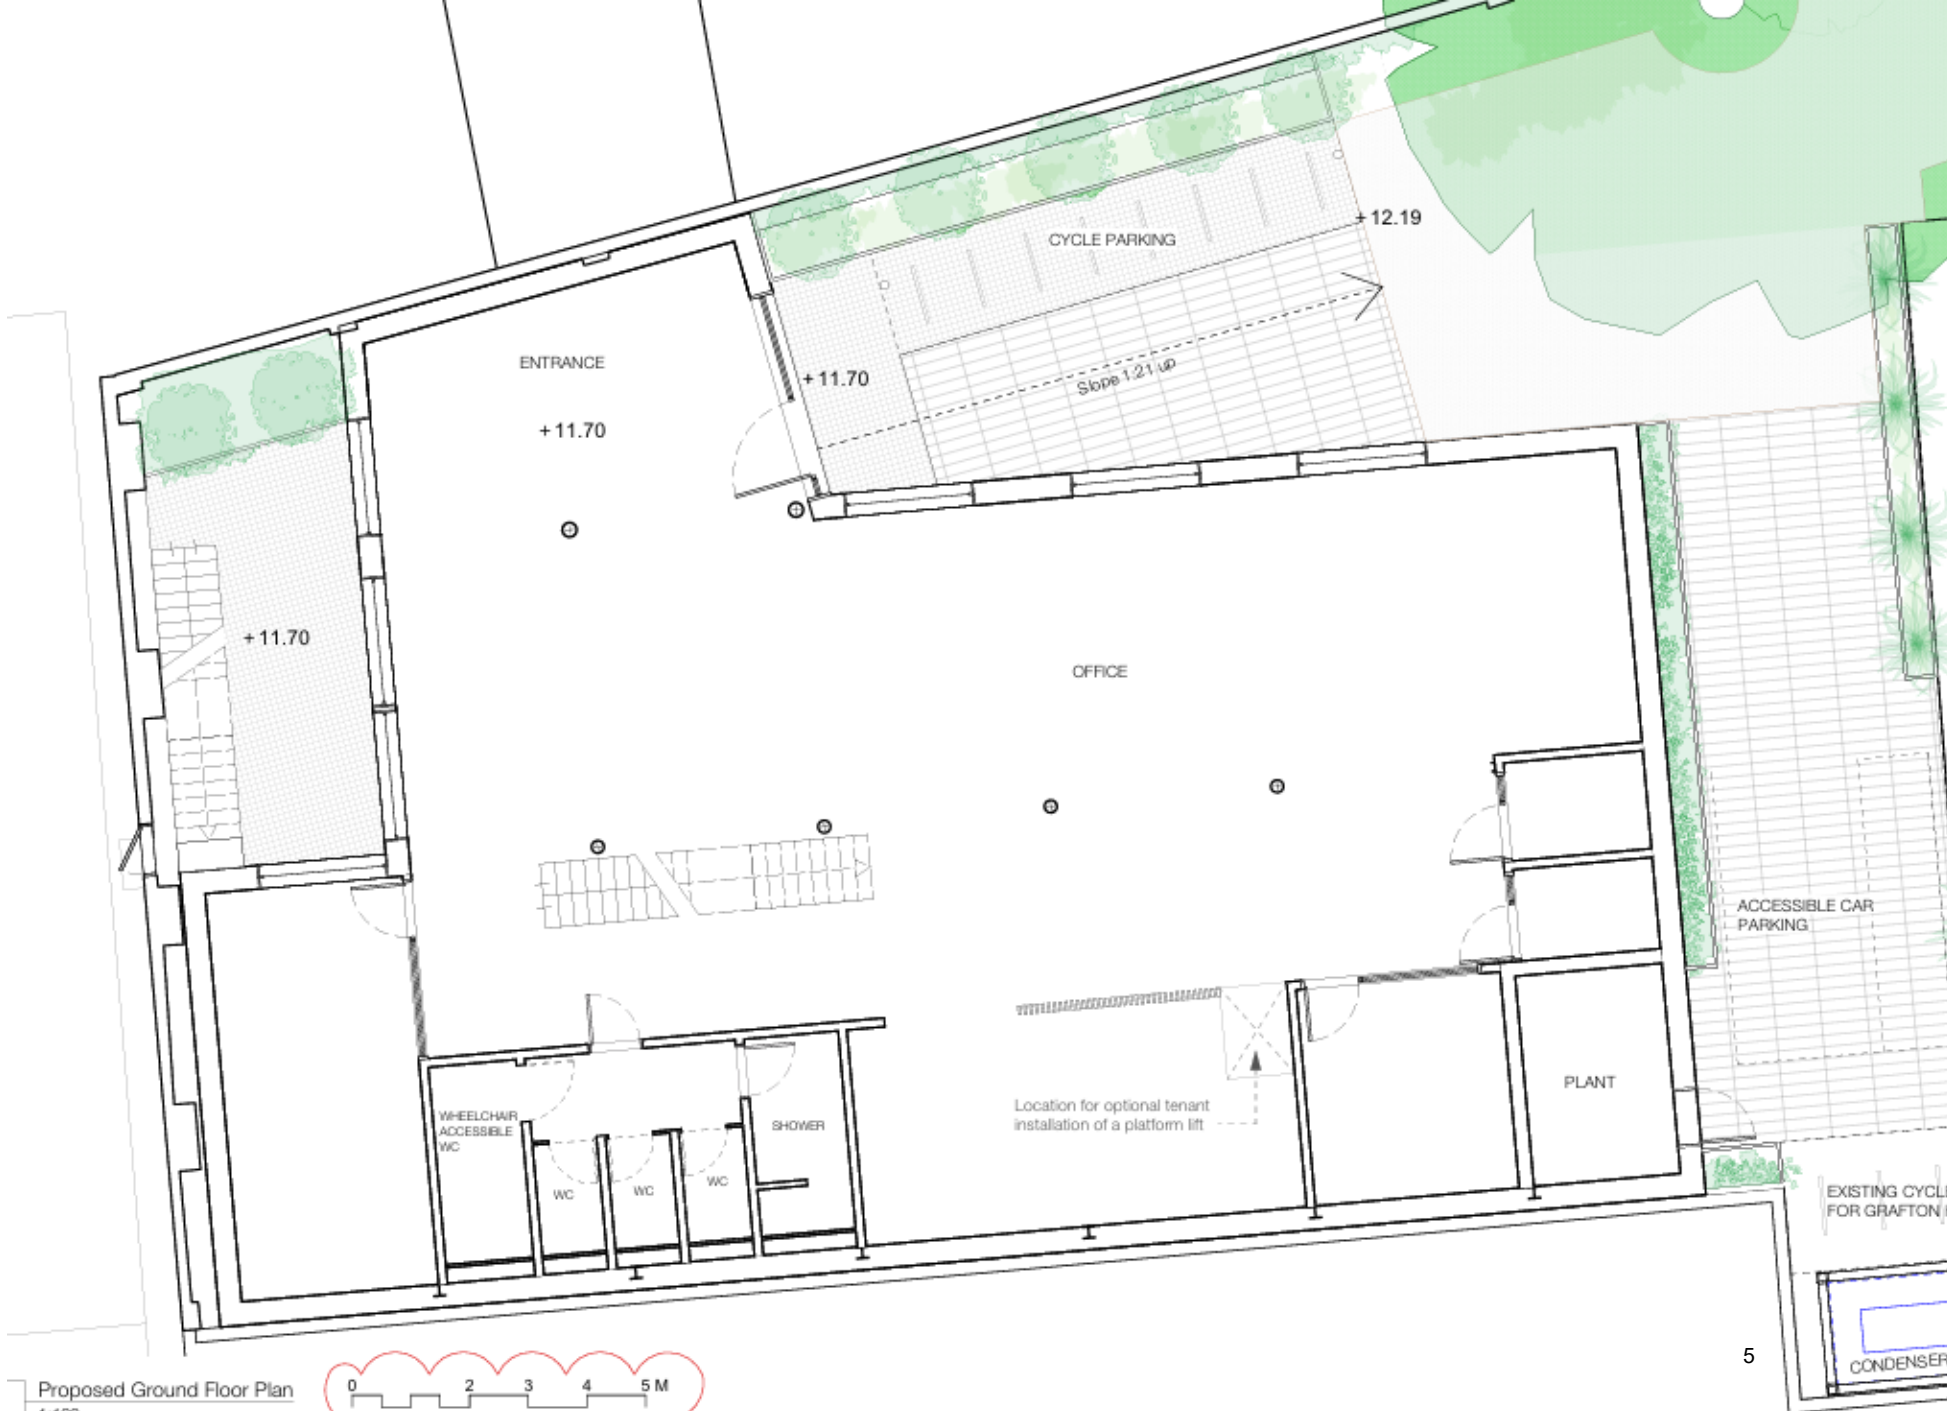 +12.19
CYCLE PARKING
ENTRANCE
+11.70
Slope 1:21 up
+11.70
+11.70
OFFICE
ACCESSIBLE CAR
PARKING
PLANT
Location for optional tenant
installation of a platform lift
WHEELCHAIR
ACCESSIBLE
WC
SHOWER
WC
WC
WC
EXISTING CYCL
FOR GRAFTON
5
CONDENSER
Proposed Ground Floor Plan
0 2 3 4 5 M